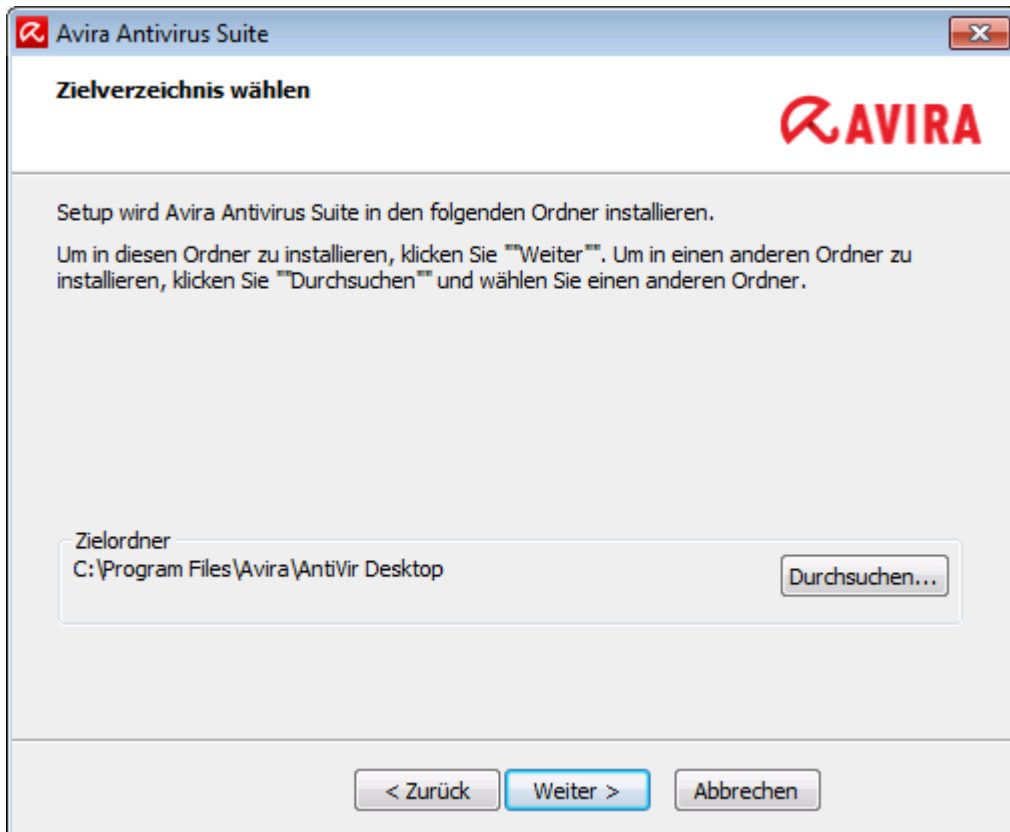 Avira Antivirus Suite
Zielverzeichnis wählen
AVIRA
Setup wird Avira Antivirus Suite in den folgenden Ordner installieren.
Um in diesen Ordner zu installieren, klicken Sie ""Weiter"". Um in einen anderen Ordner zu
installieren, klicken Sie ""Durchsuchen"" und wählen Sie einen anderen Ordner.
Zielordner
C:\Program Files\Avira\AntiVir Desktop
Durchsuchen...
< Zurück
Weiter >
Abbrechen